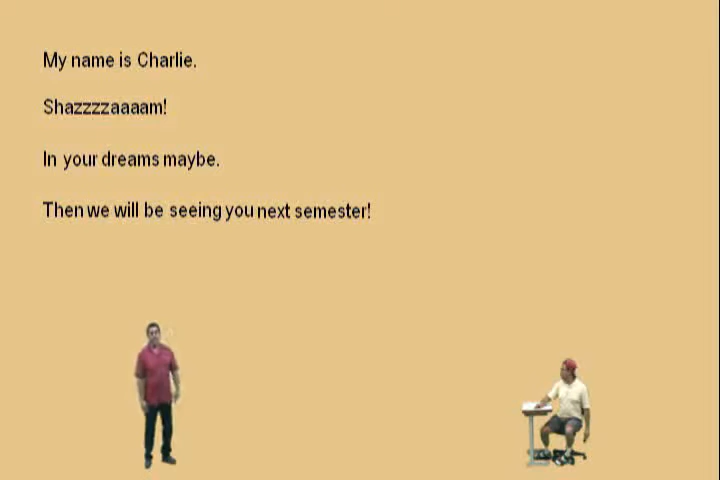 My name is Charlie.
Shazzzzaaaam!
In your dreams maybe.
Then we will be seeing you next semester!